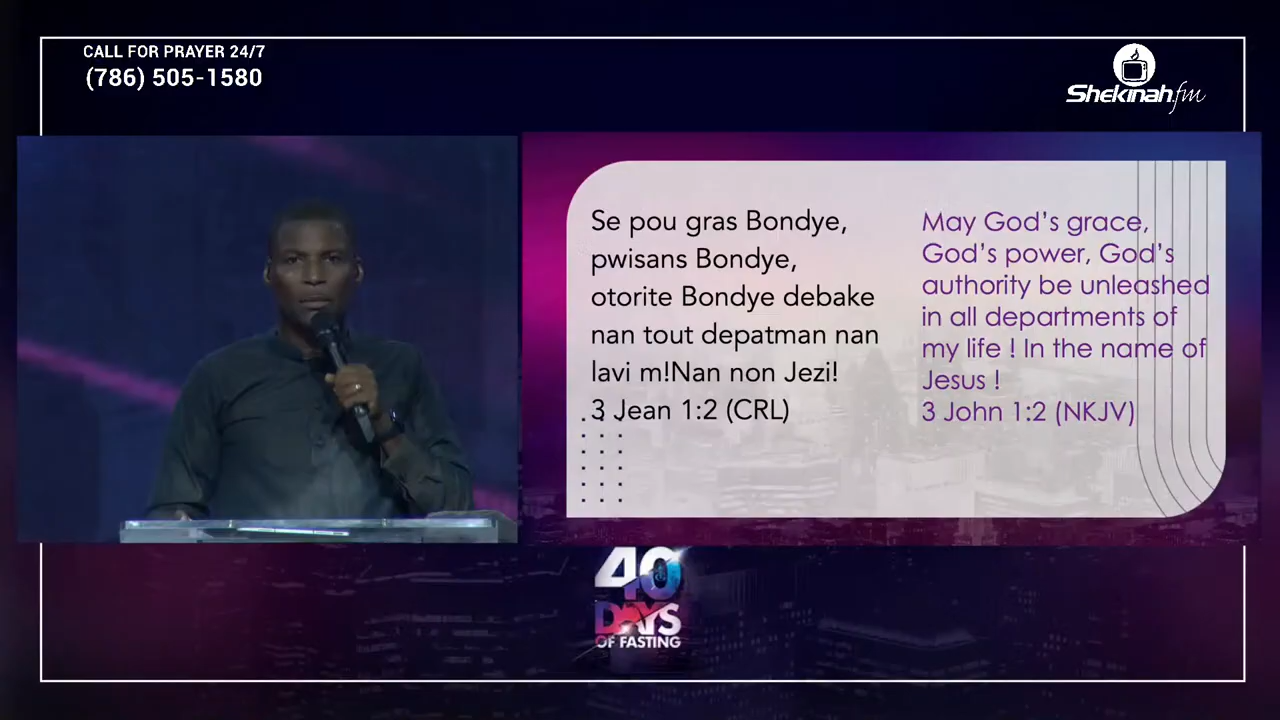 CALL FOR PRAYER 24/7
(786) 505-1580
Shekinah.fm
Se pou gras Bondye,
pwisans Bondye,
otorite Bondye debake
nan tout depatman nan
lavi m!Nan non Jezi!
3 Jean 1:2 (CRL)
May God's grace,
God's power, God's
authority be unleashed
in all departments of
my life ! In the name of
Jesus !
3 John 1:2 (NKJV)
40
DAYS
OF FASTING